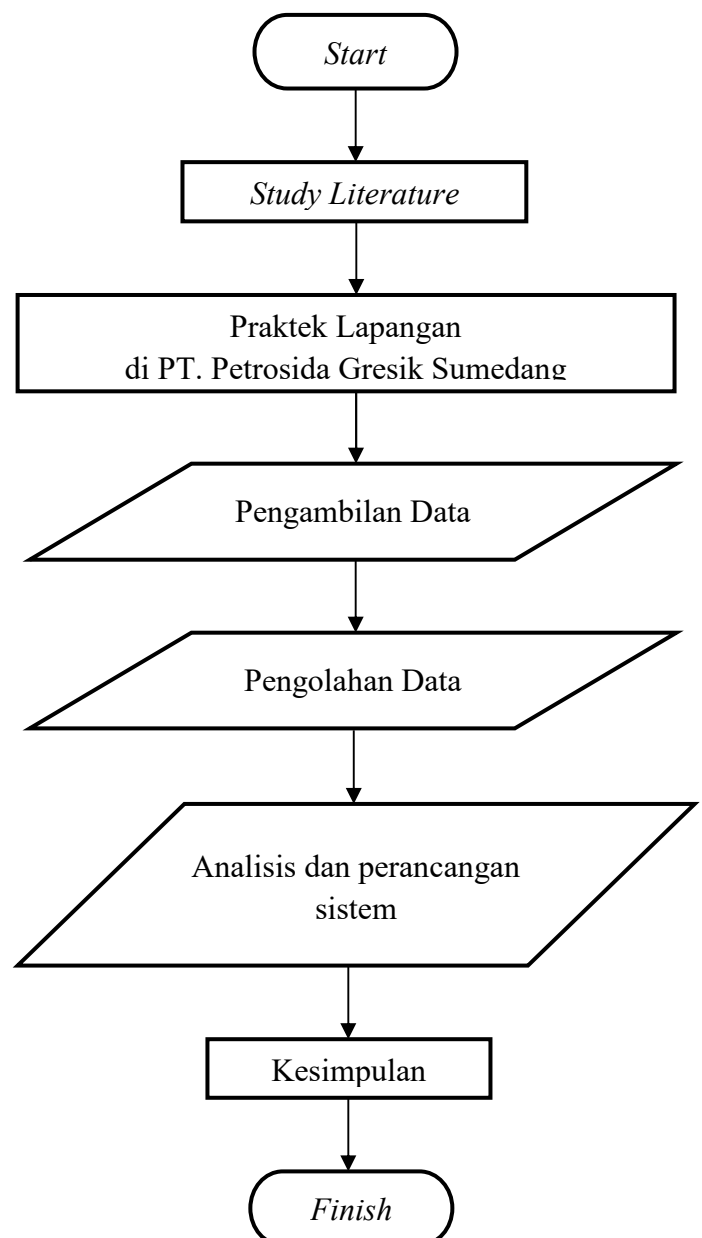 Start
Study Literature
Praktek Lapangan
di PT. Petrosida Gresik Sumedang
Pengambilan Data
Pengolahan Data
Analisis dan perancangan
sistem
Kesimpulan
Finish